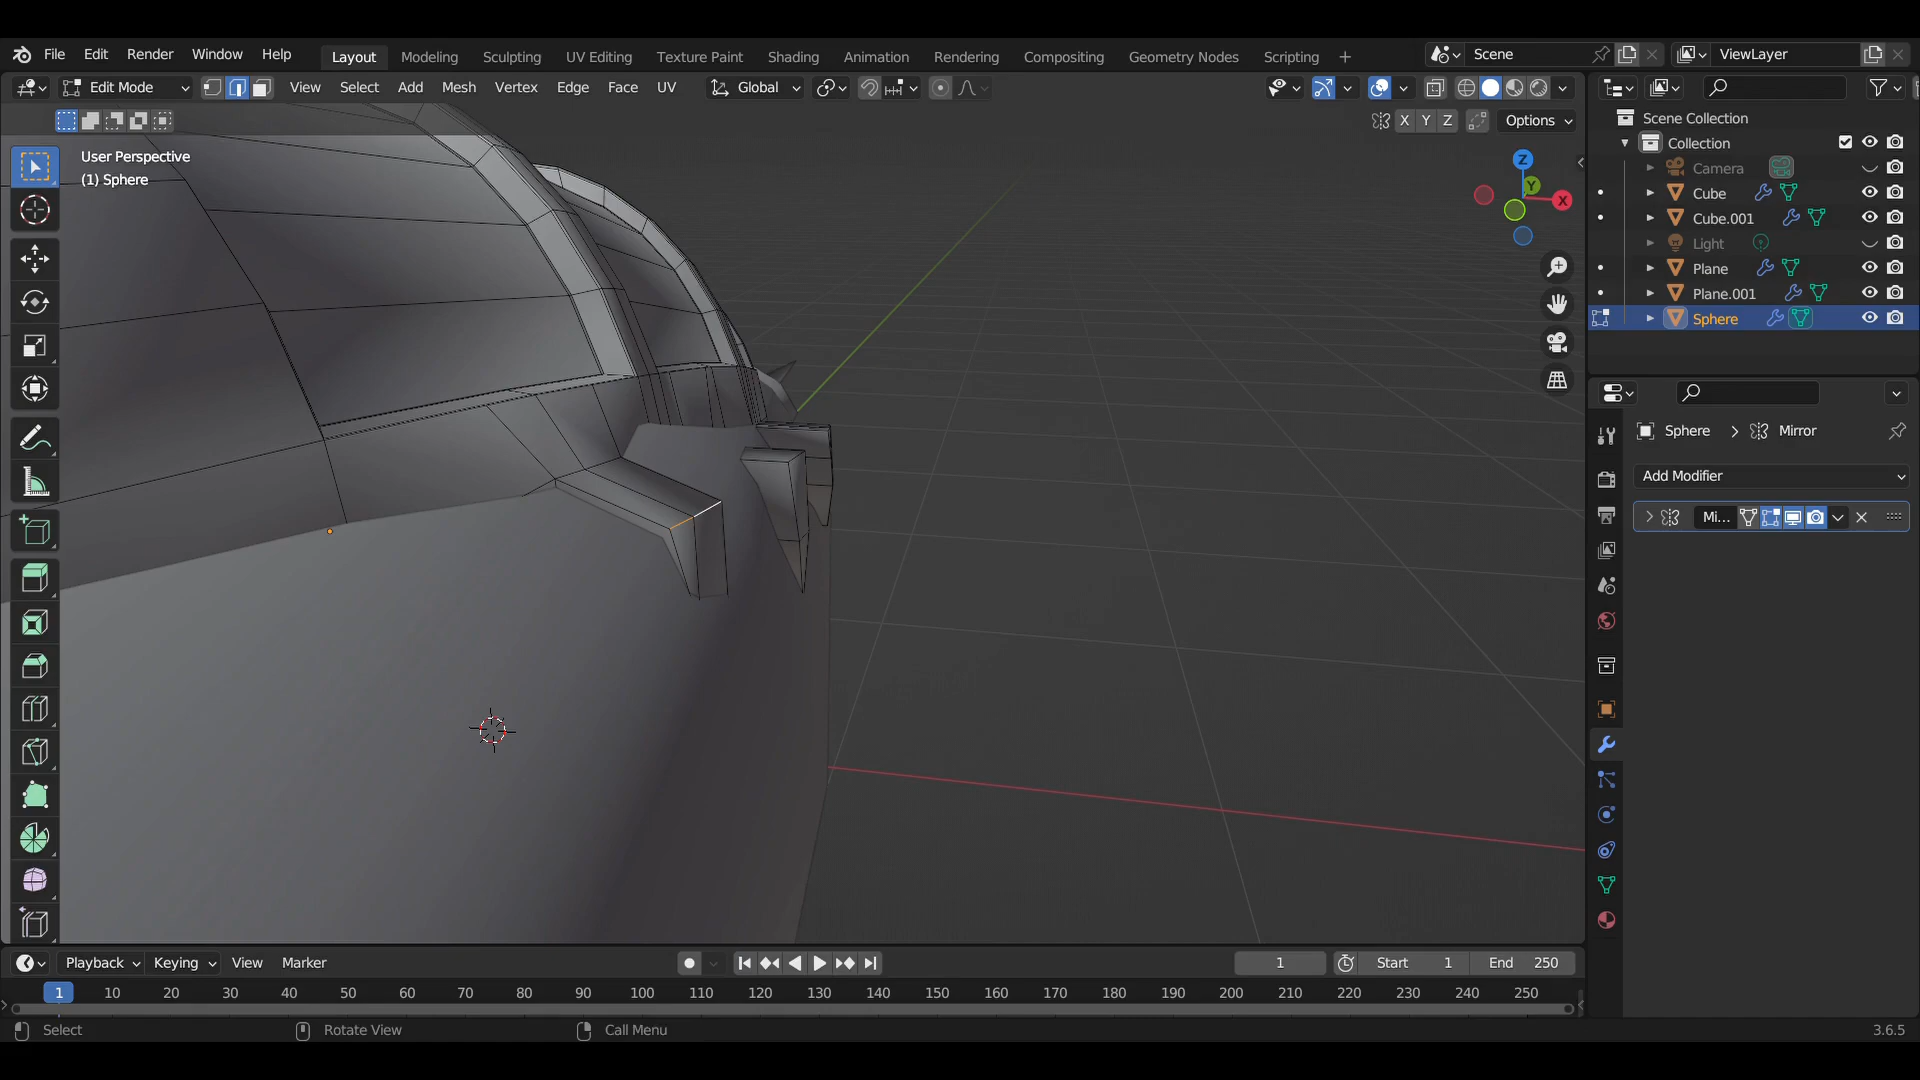 File Edit Render Window Help Layout Modeling Sculpting UV Editing Texture Paint Shading Animation Rendering Compositing Geometry Nodes Scripting + Scene ViewLayer
Edit Mode View Select Add Mesh Vertex Edge Face UV Global
X Y Z Options
User Perspective
(1) Sphere
Z
Y
X
Scene Collection
Collection
Camera
Cube
Cube.001
Light
Plane
Plane.001
Sphere
Sphere > Mirror
Add Modifier
Mi...
Playback Keying View Marker 1 Start 1 End 250
1 10 20 30 40 50 60 70 80 90 100 110 120 130 140 150 160 170 180 190 200 210 220 230 240 250
Select Rotate View Call Menu 3.6.5